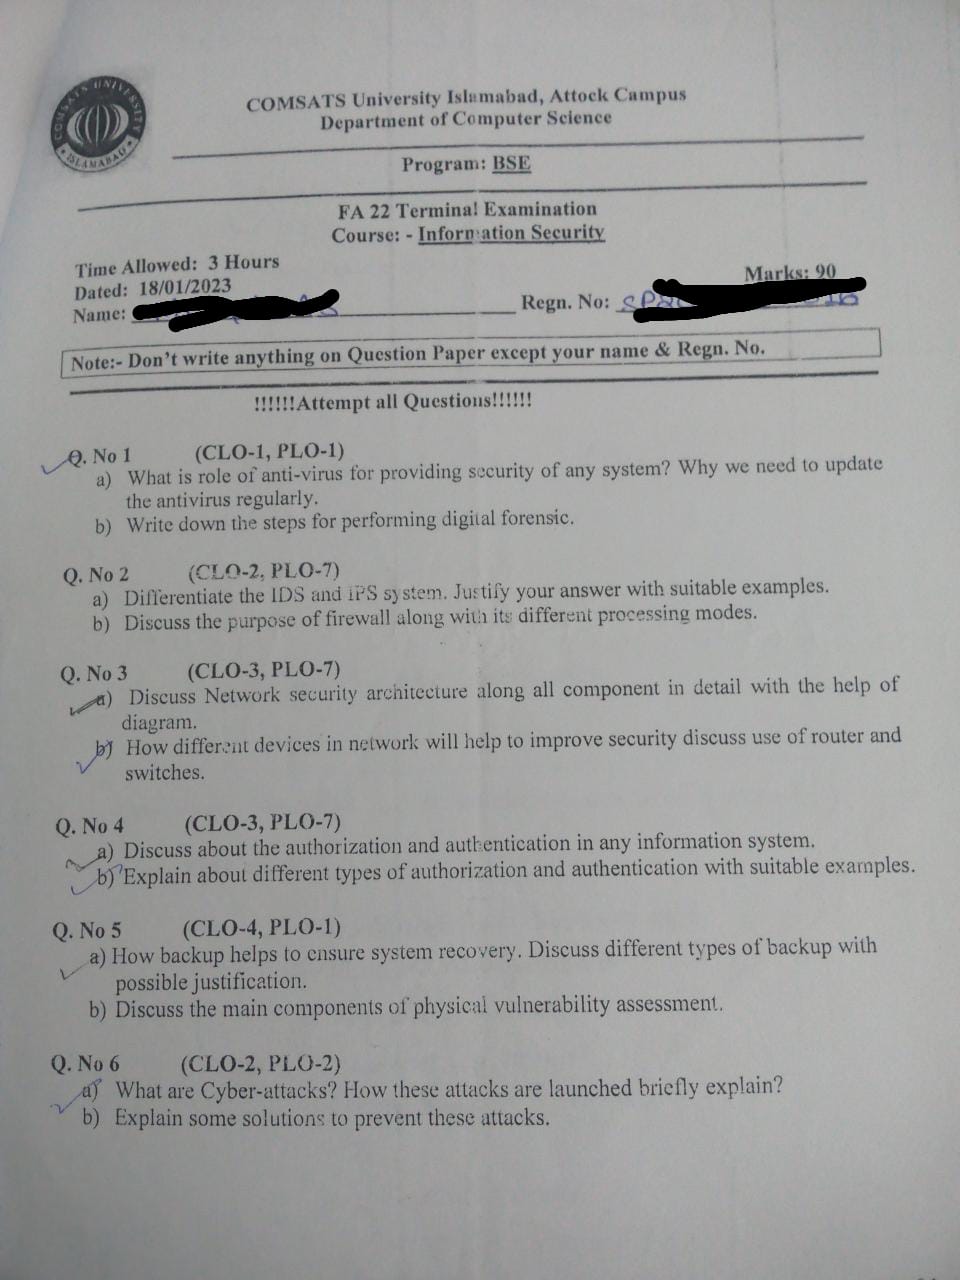 COMSATS UNIVERSITY
ISLAMABAD
COMSATS University Islamabad, Attock Campus
Department of Computer Science
Program: BSE
FA 22 Terminal Examination
Course: - Information Security
Time Allowed: 3 Hours
Marks: 90
Dated: 18/01/2023
Name:
Regn. No:
Note:- Don't write anything on Question Paper except your name & Regn. No.
!!!!!!Attempt all Questions!!!!!!
Q. No 1 (CLO-1, PLO-1)
a) What is role of anti-virus for providing security of any system? Why we need to update
the antivirus regularly.
b) Write down the steps for performing digital forensic.
Q. No 2 (CLO-2, PLO-7)
a) Differentiate the IDS and IPS system. Justify your answer with suitable examples.
b) Discuss the purpose of firewall along with its different processing modes.
Q. No 3 (CLO-3, PLO-7)
a) Discuss Network security architecture along all component in detail with the help of
diagram.
b) How different devices in network will help to improve security discuss use of router and
switches.
Q. No 4 (CLO-3, PLO-7)
a) Discuss about the authorization and authentication in any information system.
b) Explain about different types of authorization and authentication with suitable examples.
Q. No 5 (CLO-4, PLO-1)
a) How backup helps to ensure system recovery. Discuss different types of backup with
possible justification.
b) Discuss the main components of physical vulnerability assessment.
Q. No 6 (CLO-2, PLO-2)
a) What are Cyber-attacks? How these attacks are launched briefly explain?
b) Explain some solutions to prevent these attacks.